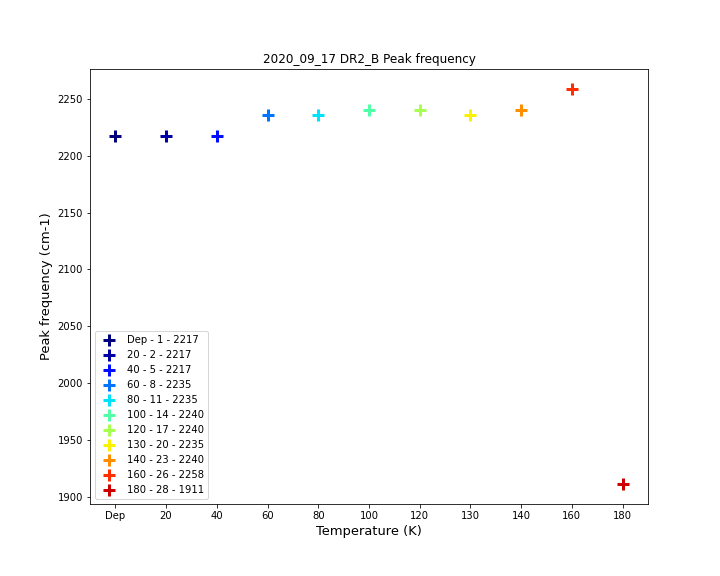 2020_09_17 DR2_B Peak frequency
Peak frequency (cm-1)
2250
2200
2150
2100
2050
2000
1950
1900
Dep - 1 - 2217
20 - 2 - 2217
40 - 5 - 2217
60 - 8 - 2235
80 - 11 - 2235
100 - 14 - 2240
120 - 17 - 2240
130 - 20 - 2235
140 - 23 - 2240
160 - 26 - 2258
180 - 28 - 1911
Dep 20 40 60 80 100 120 130 140 160 180
Temperature (K)